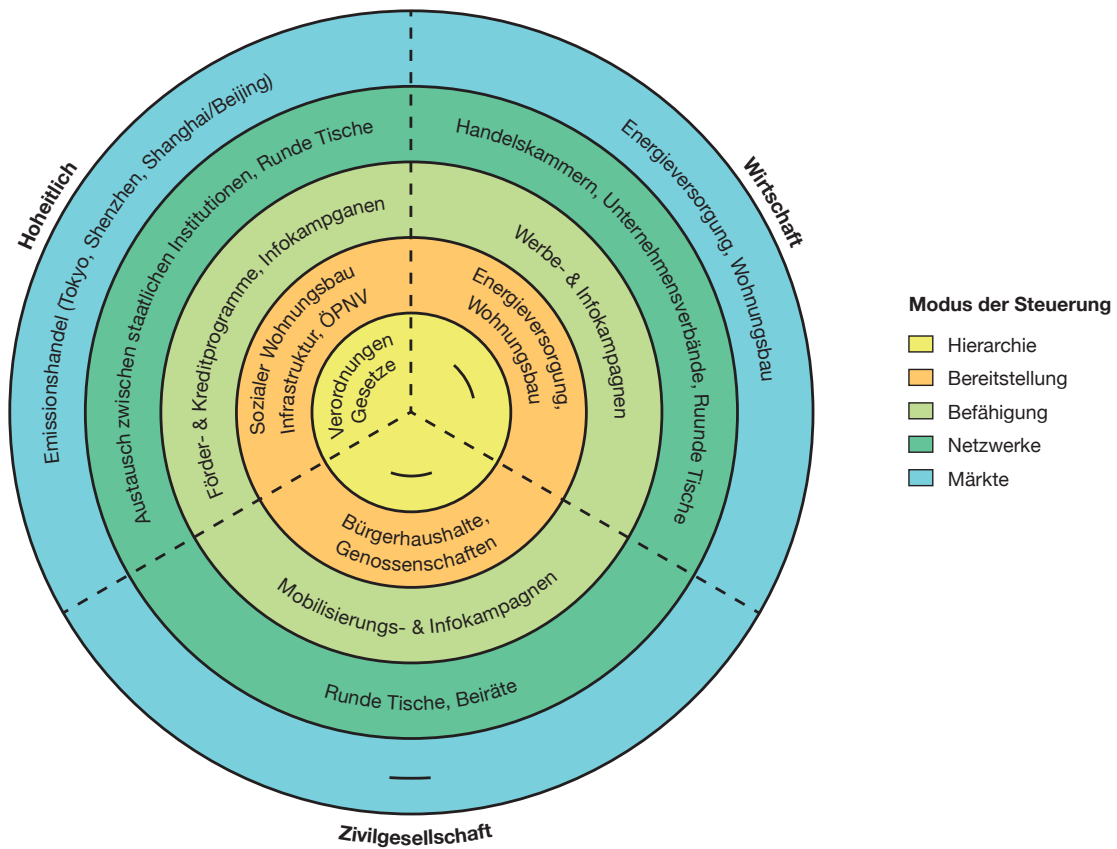 Hoheitlich
Emissionshandel (Tokyo, Shenzhen, Shanghai/Beijing)
Austausch zwischen staatlichen Institutionen, Runde Tische
Förder- & Kreditprogramme, Infokampganen
Sozialer Wohnungsbau
Infrastruktur, ÖPNV
Verordnungen
Gesetze
Wirtschaft
Energieversorgung, Wohnungsbau
Handelskammern, Unternehmensverbände, Ruunde Tische
Werbe- & Infokampagnen
Energieversorgung,
Wohnungsbau
—
—
Bürgerhaushalte,
Genossenschaften
Mobilisierungs- & Infokampagnen
Runde Tische, Beiräte
—
Zivilgesellschaft
Modus der Steuerung
Hierarchie
Bereitstellung
Befähigung
Netzwerke
Märkte